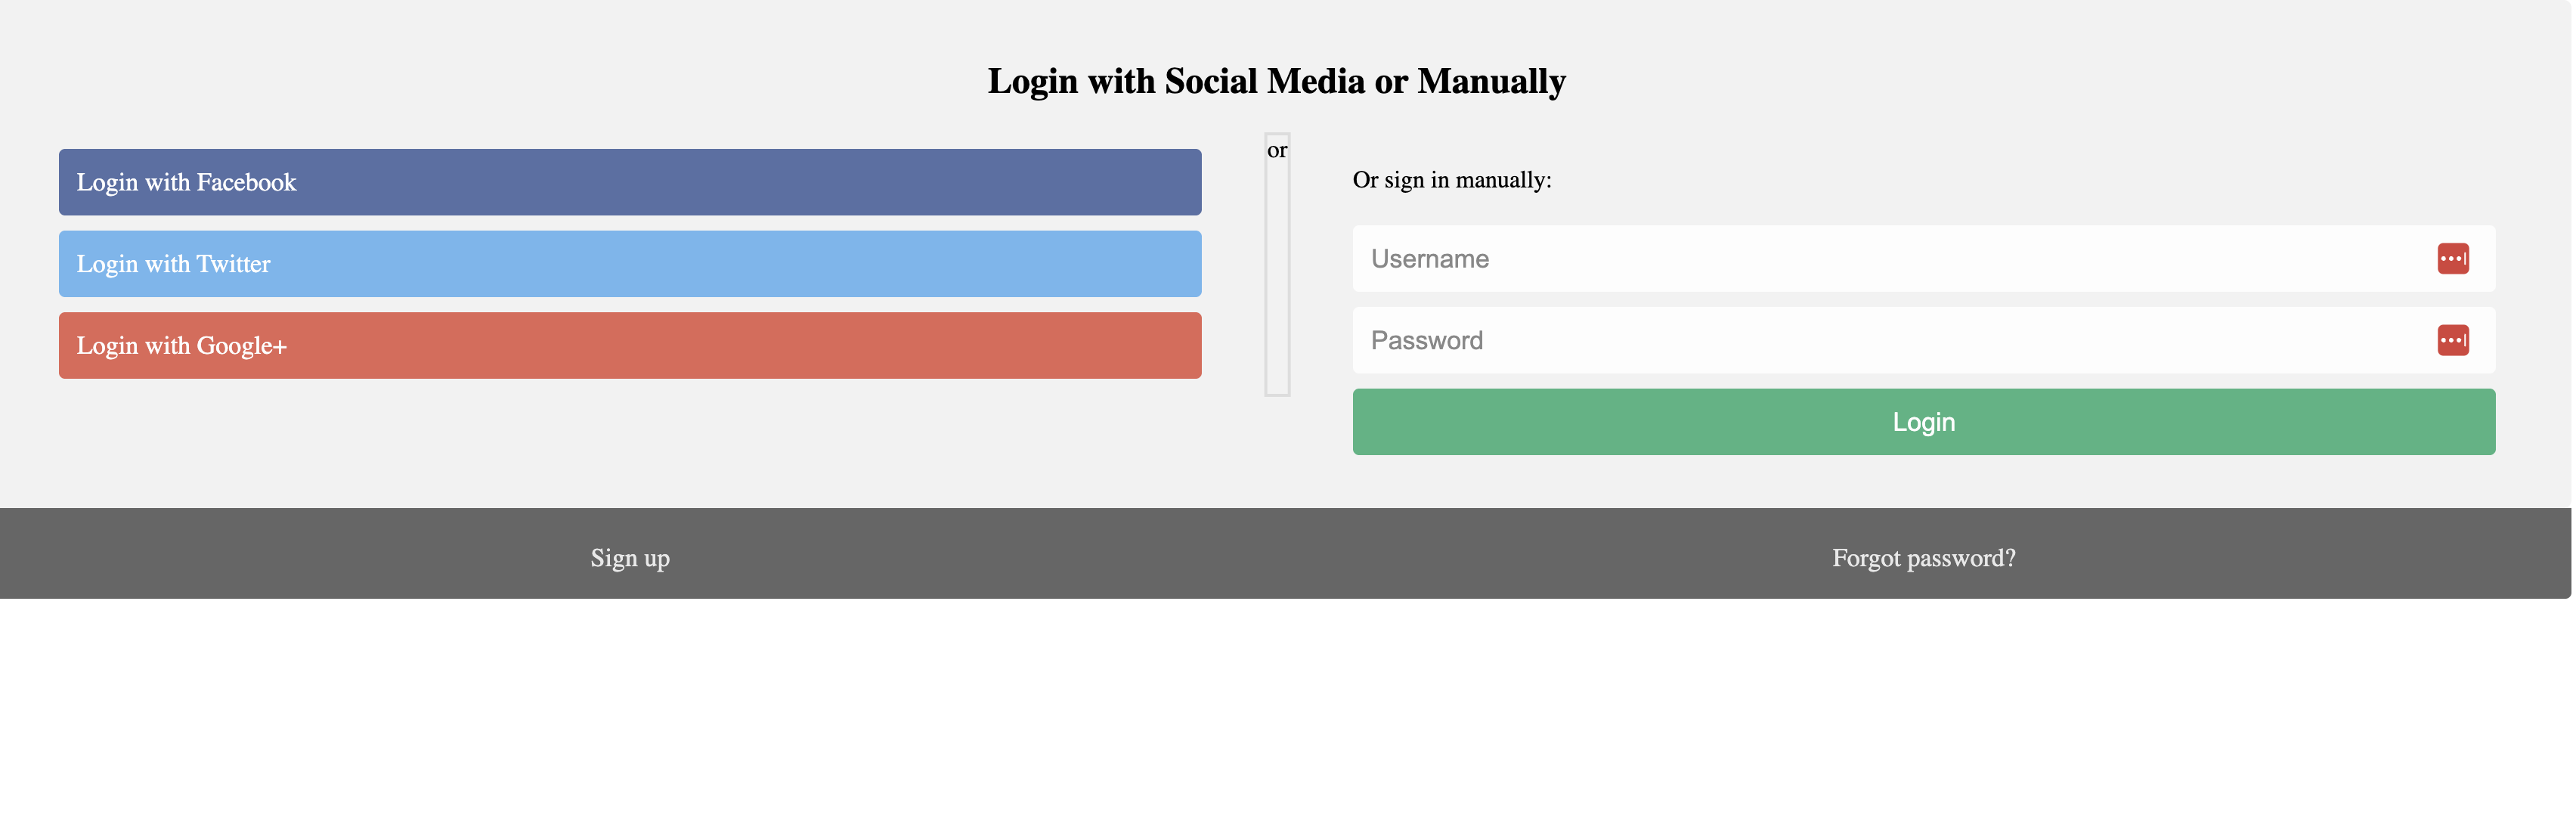 Login with Social Media or Manually
Login with Facebook
Login with Twitter
Login with Google+
or
Or sign in manually:
Username
Password
Login
Sign up
Forgot password?